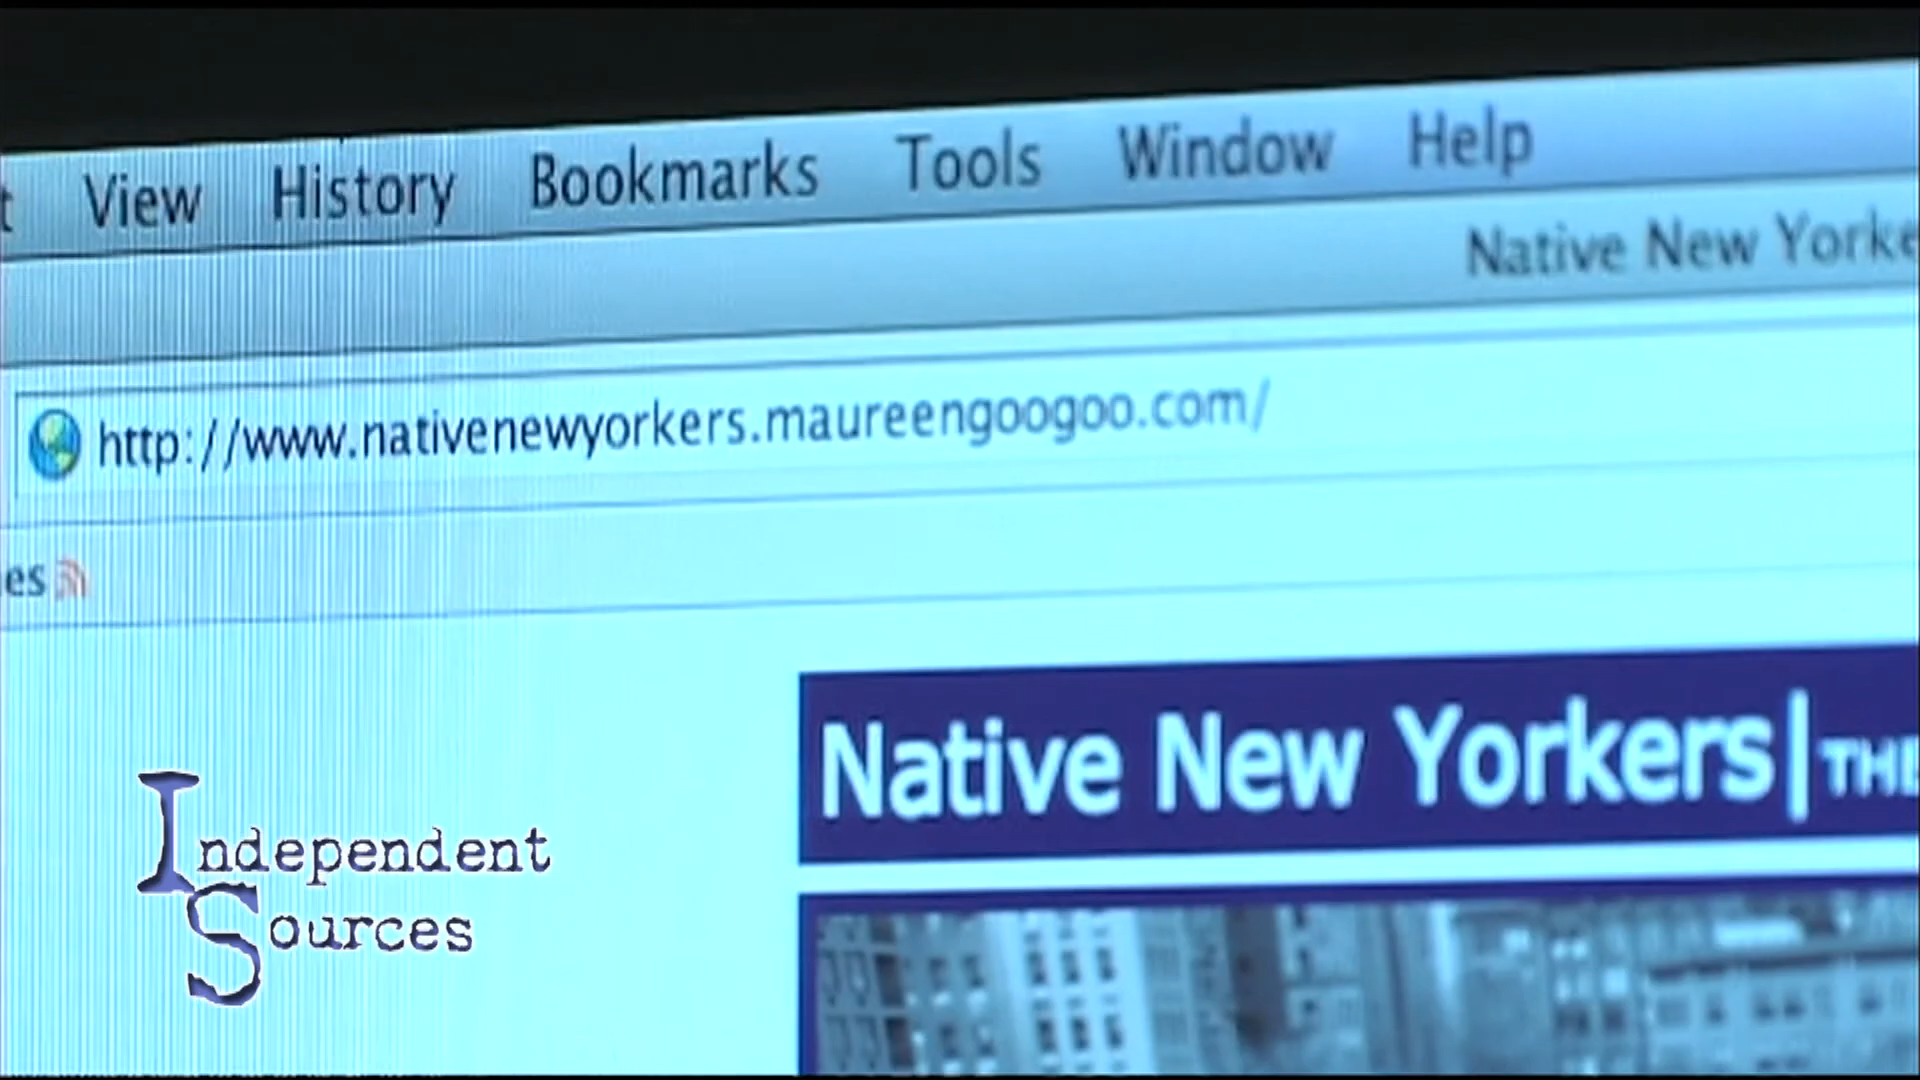 View History Bookmarks Tools Window Help
Native New Yorke
http://www.nativenewyorkers.maureengoogoo.com/
es
Native New Yorkers| THE
Independent
Sources